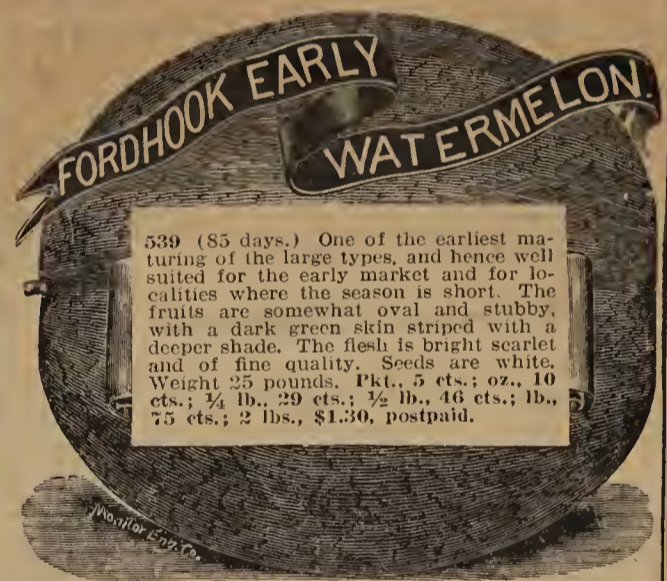 FORDHOOK EARLY
WATERMELON.
539 (85 days.) One of the earliest ma-
turing of the large types, and hence well
suited for the early market and for lo-
calities where the season is short. The
fruits are somewhat oval and stubby,
with a dark green skin striped with a
deeper shade. The flesh is bright scarlet
and of fine quality. Seeds are white.
Weight 25 pounds. Pkt., 5 cts.; oz., 10
cts.; ¼ lb., 29 cts.; ½ lb., 46 cts.; lb.,
75 cts.; 2 lbs., $1.30, postpaid.
Monitor Eng. Co.